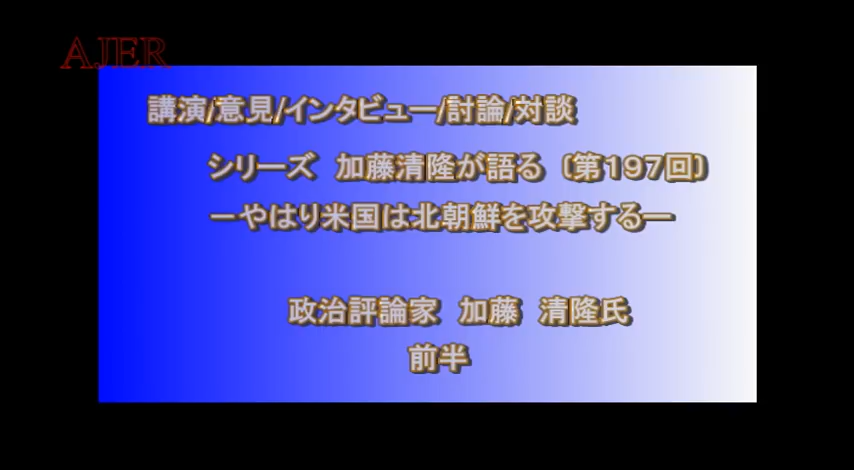 AJER
講演/意見/インタビュー/討論/対談
シリーズ　加藤清隆が語る〔第197回〕
－やはり米国は北朝鮮を攻撃する―
政治評論家　加藤　清隆氏
前半